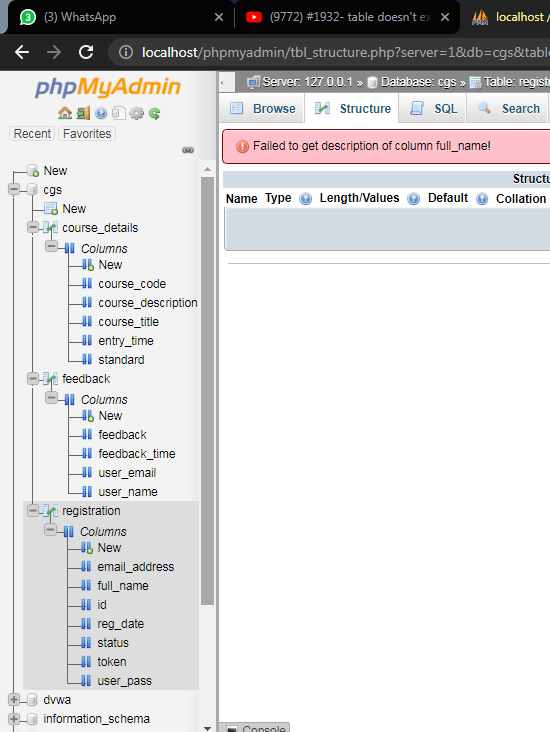 (3) WhatsApp
(9772) #1932- table doesn't ex
localhost /
localhost/phpmyadmin/tbl_structure.php?server=1&db=cgs&table
phpMyAdmin
Server: 127.0.0.1 » Database: cgs » Table: regist
Recent Favorites
Browse Structure SQL Search
Failed to get description of column full_name!
Structu
Name Type Length/Values Default Collation
New
cgs
New
course_details
Columns
New
course_code
course_description
course_title
entry_time
standard
feedback
Columns
New
feedback
feedback_time
user_email
user_name
registration
Columns
New
email_address
full_name
id
reg_date
status
token
user_pass
dvwa
information_schema
Console